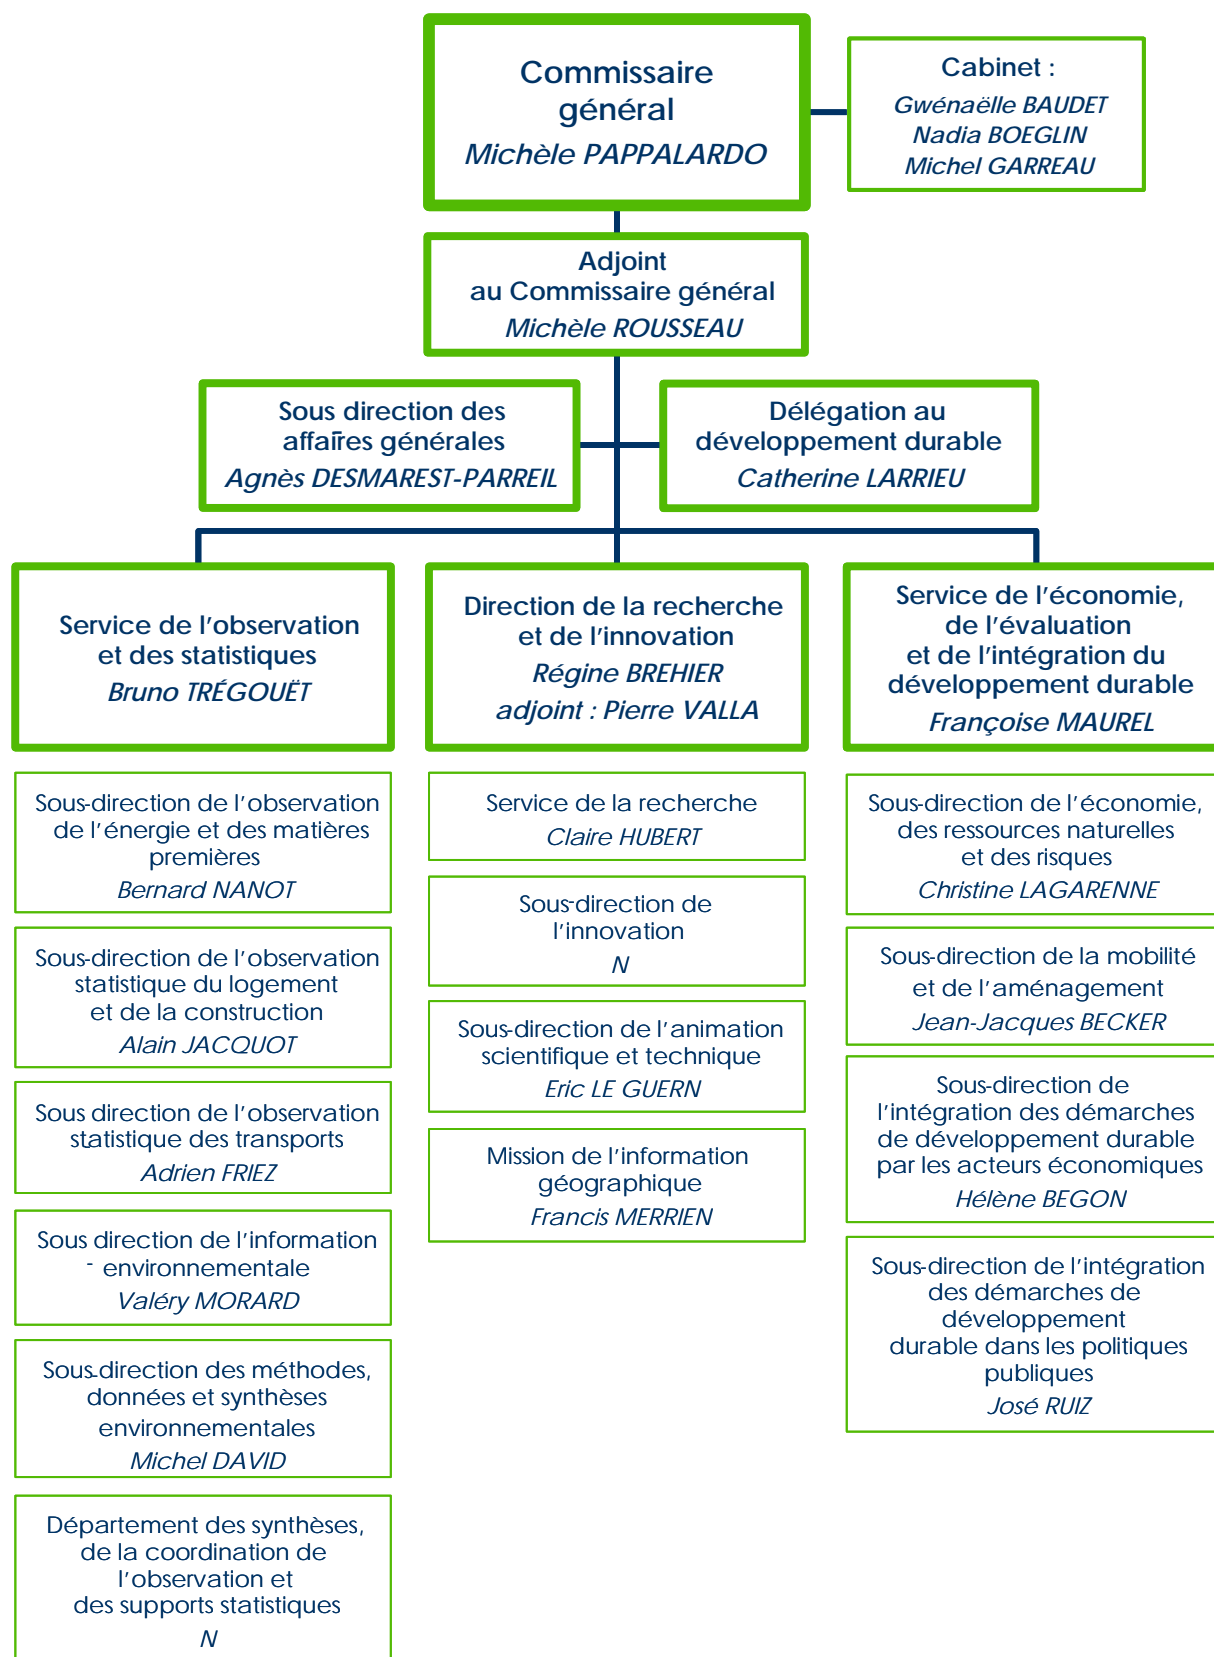 Commissaire
général
Michèle PAPPALARDO
Cabinet :
Gwénaëlle BAUDET
Nadia BOEGLIN
Michel GARREAU
Adjoint
au Commissaire général
Michèle ROUSSEAU
Sous direction des
affaires générales
Agnès DESMAREST-PARREIL
Délégation au
développement durable
Catherine LARRIEU
Service de l'observation
et des statistiques
Bruno TRÉGOUËT
Direction de la recherche
et de l'innovation
Régine BREHIER
adjoint : Pierre VALLA
Service de l'économie,
de l'évaluation
et de l'intégration du
développement durable
Françoise MAUREL
Sous-direction de l'observation
de l'énergie et des matières
premières
Bernard NANOT
Sous-direction de l'observation
statistique du logement
et de la construction
Alain JACQUOT
Sous direction de l'observation
statistique des transports
Adrien FRIEZ
Sous direction de l'information
- environnementale
Valéry MORARD
Sous-direction des méthodes,
données et synthèses
environnementales
Michel DAVID
Département des synthèses,
de la coordination de
l'observation et
des supports statistiques
N
Service de la recherche
Claire HUBERT
Sous-direction de
l'innovation
N
Sous-direction de l'animation
scientifique et technique
Eric LE GUERN
Mission de l'information
géographique
Francis MERRIEN
Sous-direction de l'économie,
des ressources naturelles
et des risques
Christine LAGARENNE
Sous-direction de la mobilité
et de l'aménagement
Jean-Jacques BECKER
Sous-direction de
l'intégration des démarches
de développement durable
par les acteurs économiques
Hélène BEGON
Sous-direction de l'intégration
des démarches de
développement
durable dans les politiques
publiques
José RUIZ